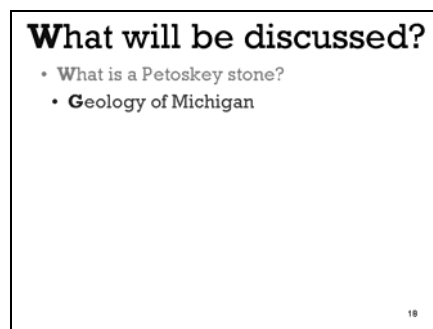 What will be discussed?
• What is a Petoskey stone?
• Geology of Michigan
18